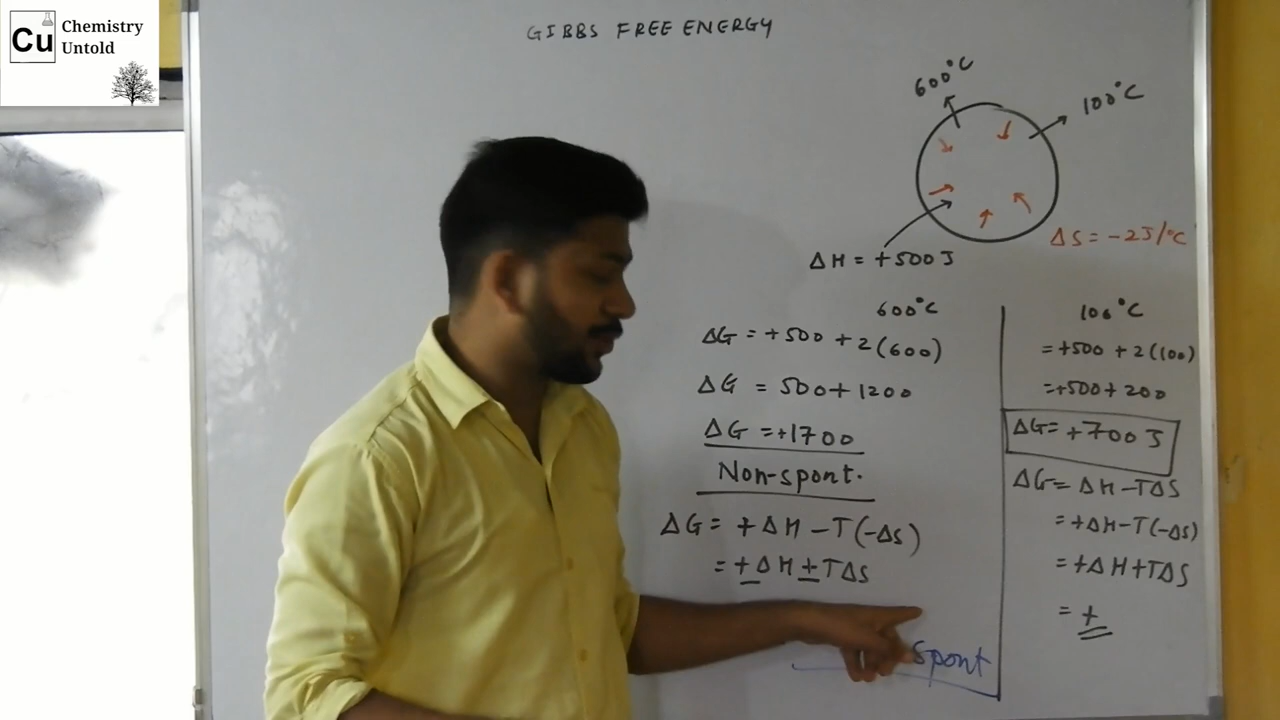 Cu
Chemistry
Untold
GIBBS FREE ENERGY
600°C
100°C
ΔS = -2J/°C
ΔH = +500J
600°C
ΔG = +500 + 2(600)
ΔG = 500 + 1200
ΔG = +1700
Non-spont.
ΔG = +ΔH - T(-ΔS)
= +ΔH + TΔS
Spont
100°C
= +500 + 2(100)
= +500 + 200
ΔG = +700J
ΔG = ΔH - TΔS
= +ΔH - T(-ΔS)
= +ΔH + TΔS
= +